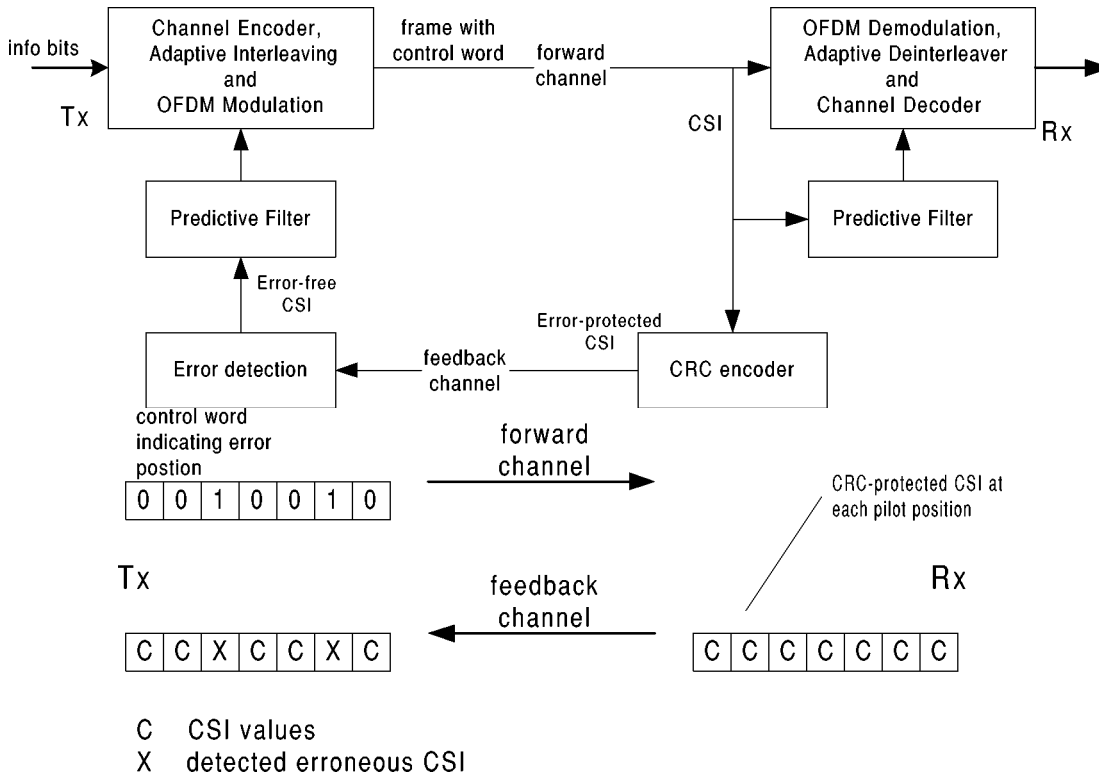 info bits
Tx
Channel Encoder,
Adaptive Interleaving
and
OFDM Modulation
frame with
control word
forward
channel
OFDM Demodulation,
Adaptive Deinterleaver
and
Channel Decoder
Rx
CSI
Predictive Filter
Predictive Filter
Error-free
CSI
Error-protected
CSI
Error detection
feedback
channel
CRC encoder
control word
indicating error
postion
0 0 1 0 0 1 0
forward
channel
CRC-protected CSI at
each pilot position
Tx
feedback
channel
Rx
C C X C C X C
C C C C C C C
C CSI values
X detected erroneous CSI